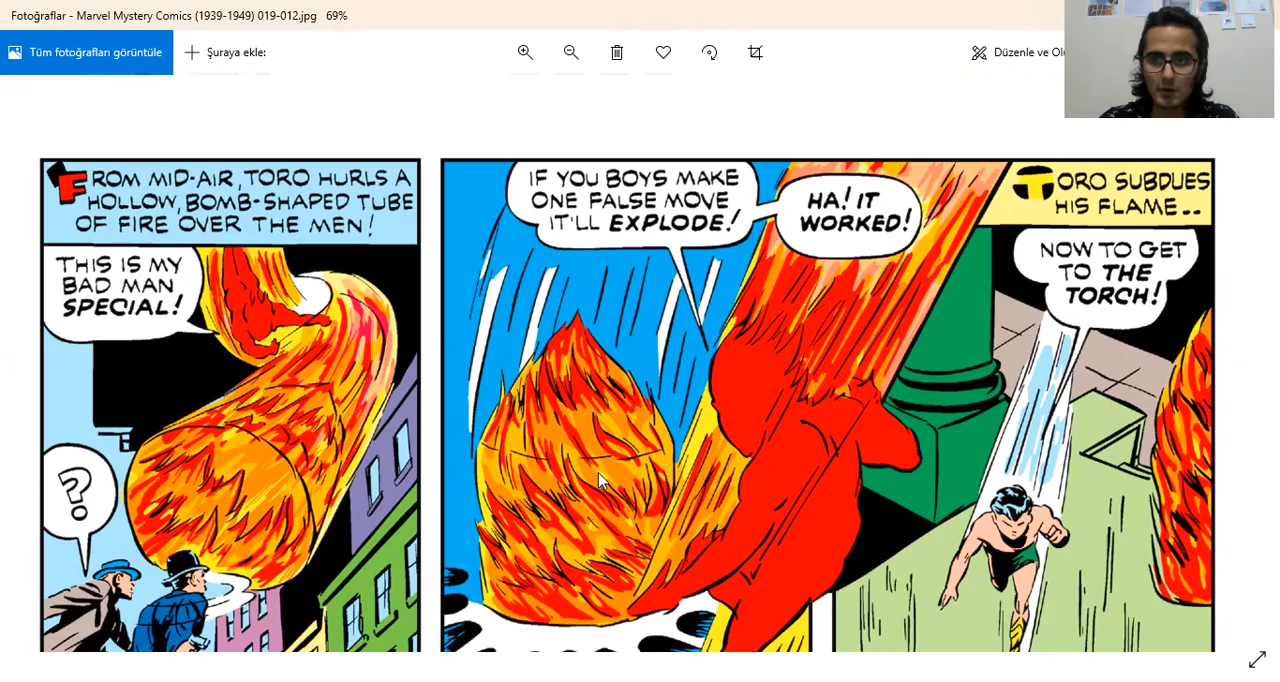 Fotoğraflar - Marvel Mystery Comics (1939-1949) 019-012.jpg   69%
Tüm fotoğrafları görüntüle
Şuraya ekle:
Düzenle ve Olu
FROM MID-AIR, TORO HURLS A
HOLLOW, BOMB-SHAPED TUBE
OF FIRE OVER THE MEN!
THIS IS MY
BAD MAN
SPECIAL!
?
IF YOU BOYS MAKE
ONE FALSE MOVE
IT'LL EXPLODE!
HA! IT
WORKED!
TORO SUBDUES
HIS FLAME..
NOW TO GET
TO THE
TORCH!